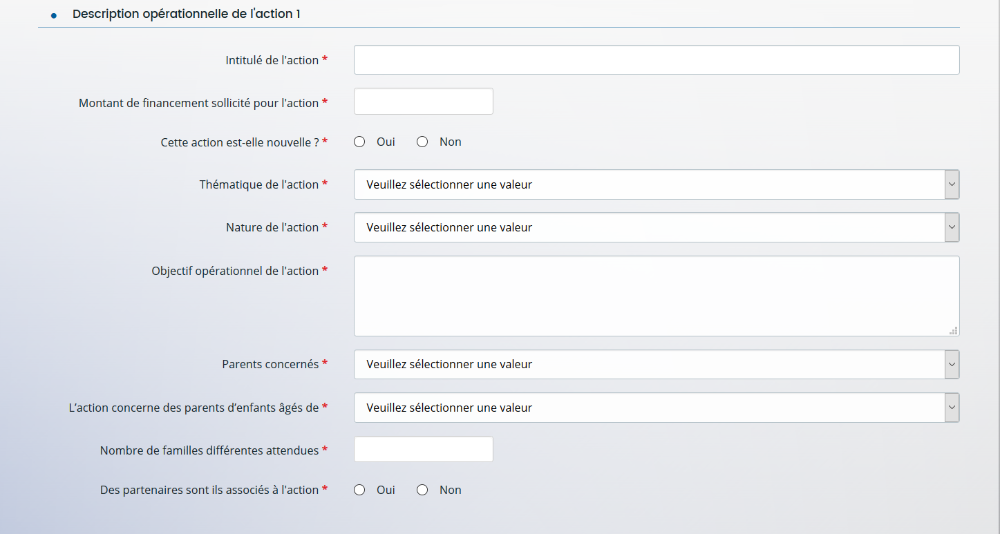 Description opérationnelle de l'action 1
Intitulé de l'action *
Montant de financement sollicité pour l'action *
Cette action est-elle nouvelle ? * Oui Non
Thématique de l'action * Veuillez sélectionner une valeur
Nature de l'action * Veuillez sélectionner une valeur
Objectif opérationnel de l'action *
Parents concernés * Veuillez sélectionner une valeur
L’action concerne des parents d’enfants âgés de * Veuillez sélectionner une valeur
Nombre de familles différentes attendues *
Des partenaires sont ils associés à l'action * Oui Non